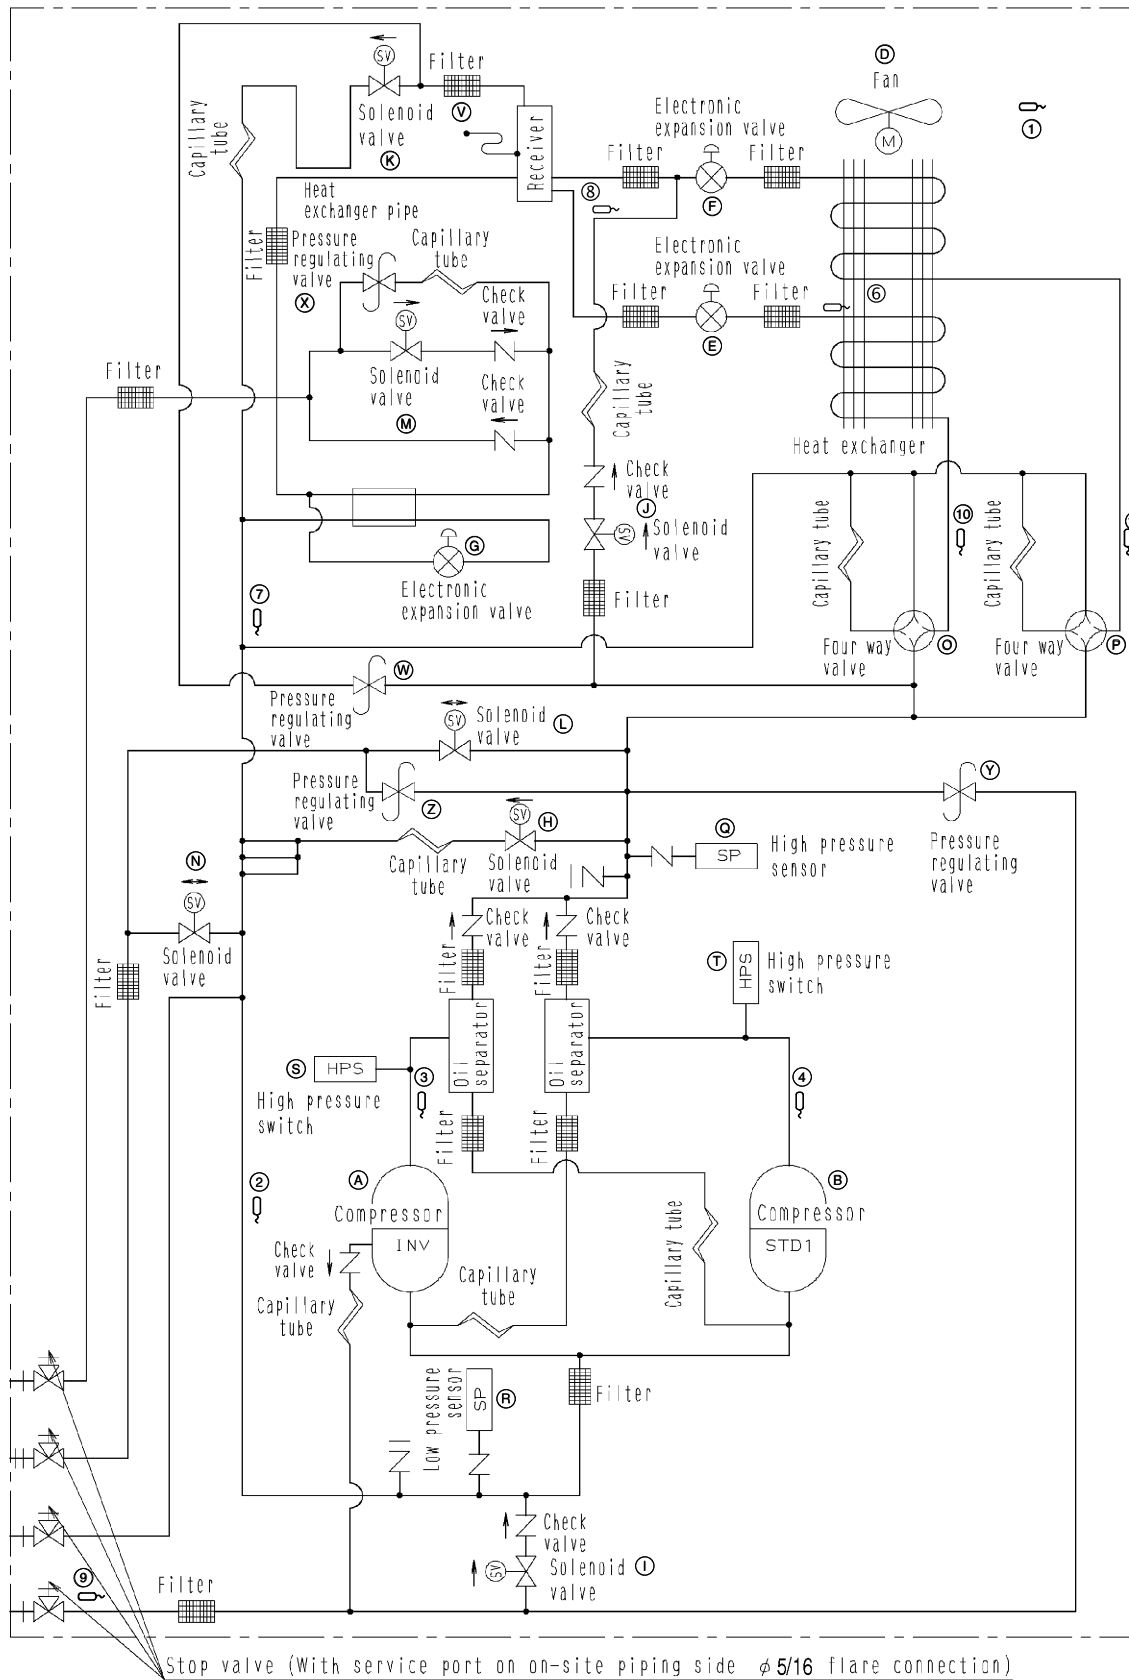 SV
Filter
V
Solenoid
valve
K
Capillary
tube
Receiver
D
Fan
M
1
Electronic
expansion valve
Filter
Filter
F
8
Heat
exchanger pipe
Filter
Pressure
regulating
valve
X
Capillary
tube
Check
valve
SV
Solenoid
valve
M
Check
valve
Electronic
expansion valve
Filter
Filter
6
E
Filter
Capillary
tube
Heat exchanger
Check
valve
J
SV
Solenoid
valve
G
Electronic
expansion valve
Filter
10
Capillary tube
Capillary tube
7
Four way
valve
O
Four way
valve
P
W
Pressure
regulating
valve
SV
Solenoid
valve
L
Pressure
regulating
valve
Z
Y
Pressure
regulating
valve
SV
H
Capillary
tube
Solenoid
valve
Q
SP
High pressure
sensor
N
SV
Solenoid
valve
Filter
Check
valve
Check
valve
Filter
Filter
T
HPS
High pressure
switch
Oil
separator
Oil
separator
S
HPS
High pressure
switch
3
4
Filter
Filter
2
A
Compressor
INV
B
Compressor
STD1
Check
valve
Capillary
tube
Capillary
tube
Capillary tube
Low pressure
sensor
SP
R
Filter
Check
valve
SV
Solenoid
valve
I
9
Filter
Stop valve (With service port on on-site piping side φ5/16 flare connection)